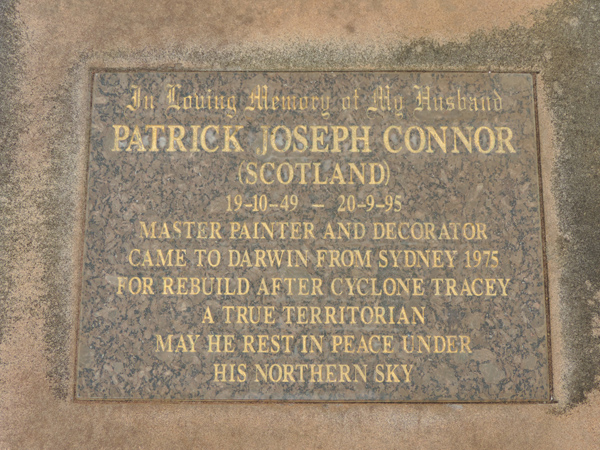 In Loving Memory of My Husband
PATRICK JOSEPH CONNOR
(SCOTLAND)
19-10-49 – 20-9-95
MASTER PAINTER AND DECORATOR
CAME TO DARWIN FROM SYDNEY 1975
FOR REBUILD AFTER CYCLONE TRACEY
A TRUE TERRITORIAN
MAY HE REST IN PEACE UNDER
HIS NORTHERN SKY